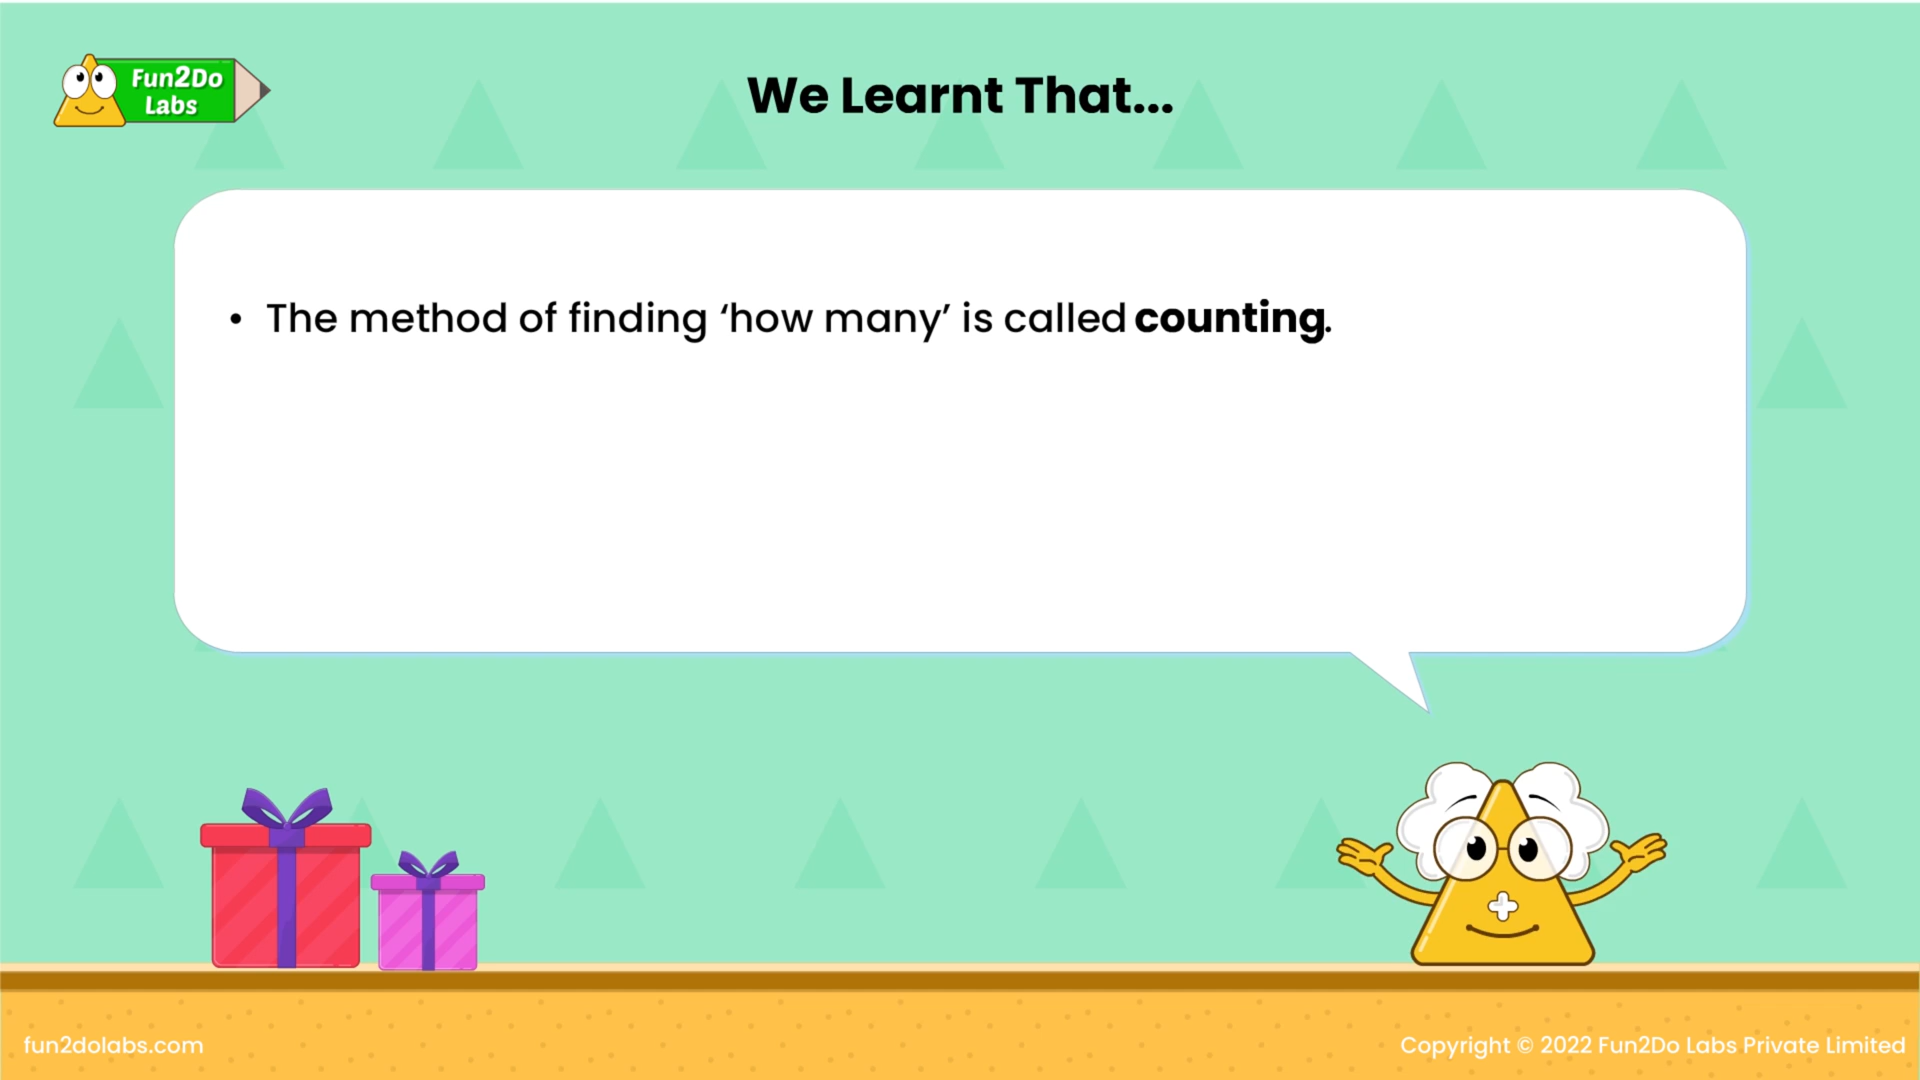 Fun2Do
Labs
We Learnt That...
• The method of finding ‘how many’ is called counting.
fun2dolabs.com
Copyright © 2022 Fun2Do Labs Private Limited